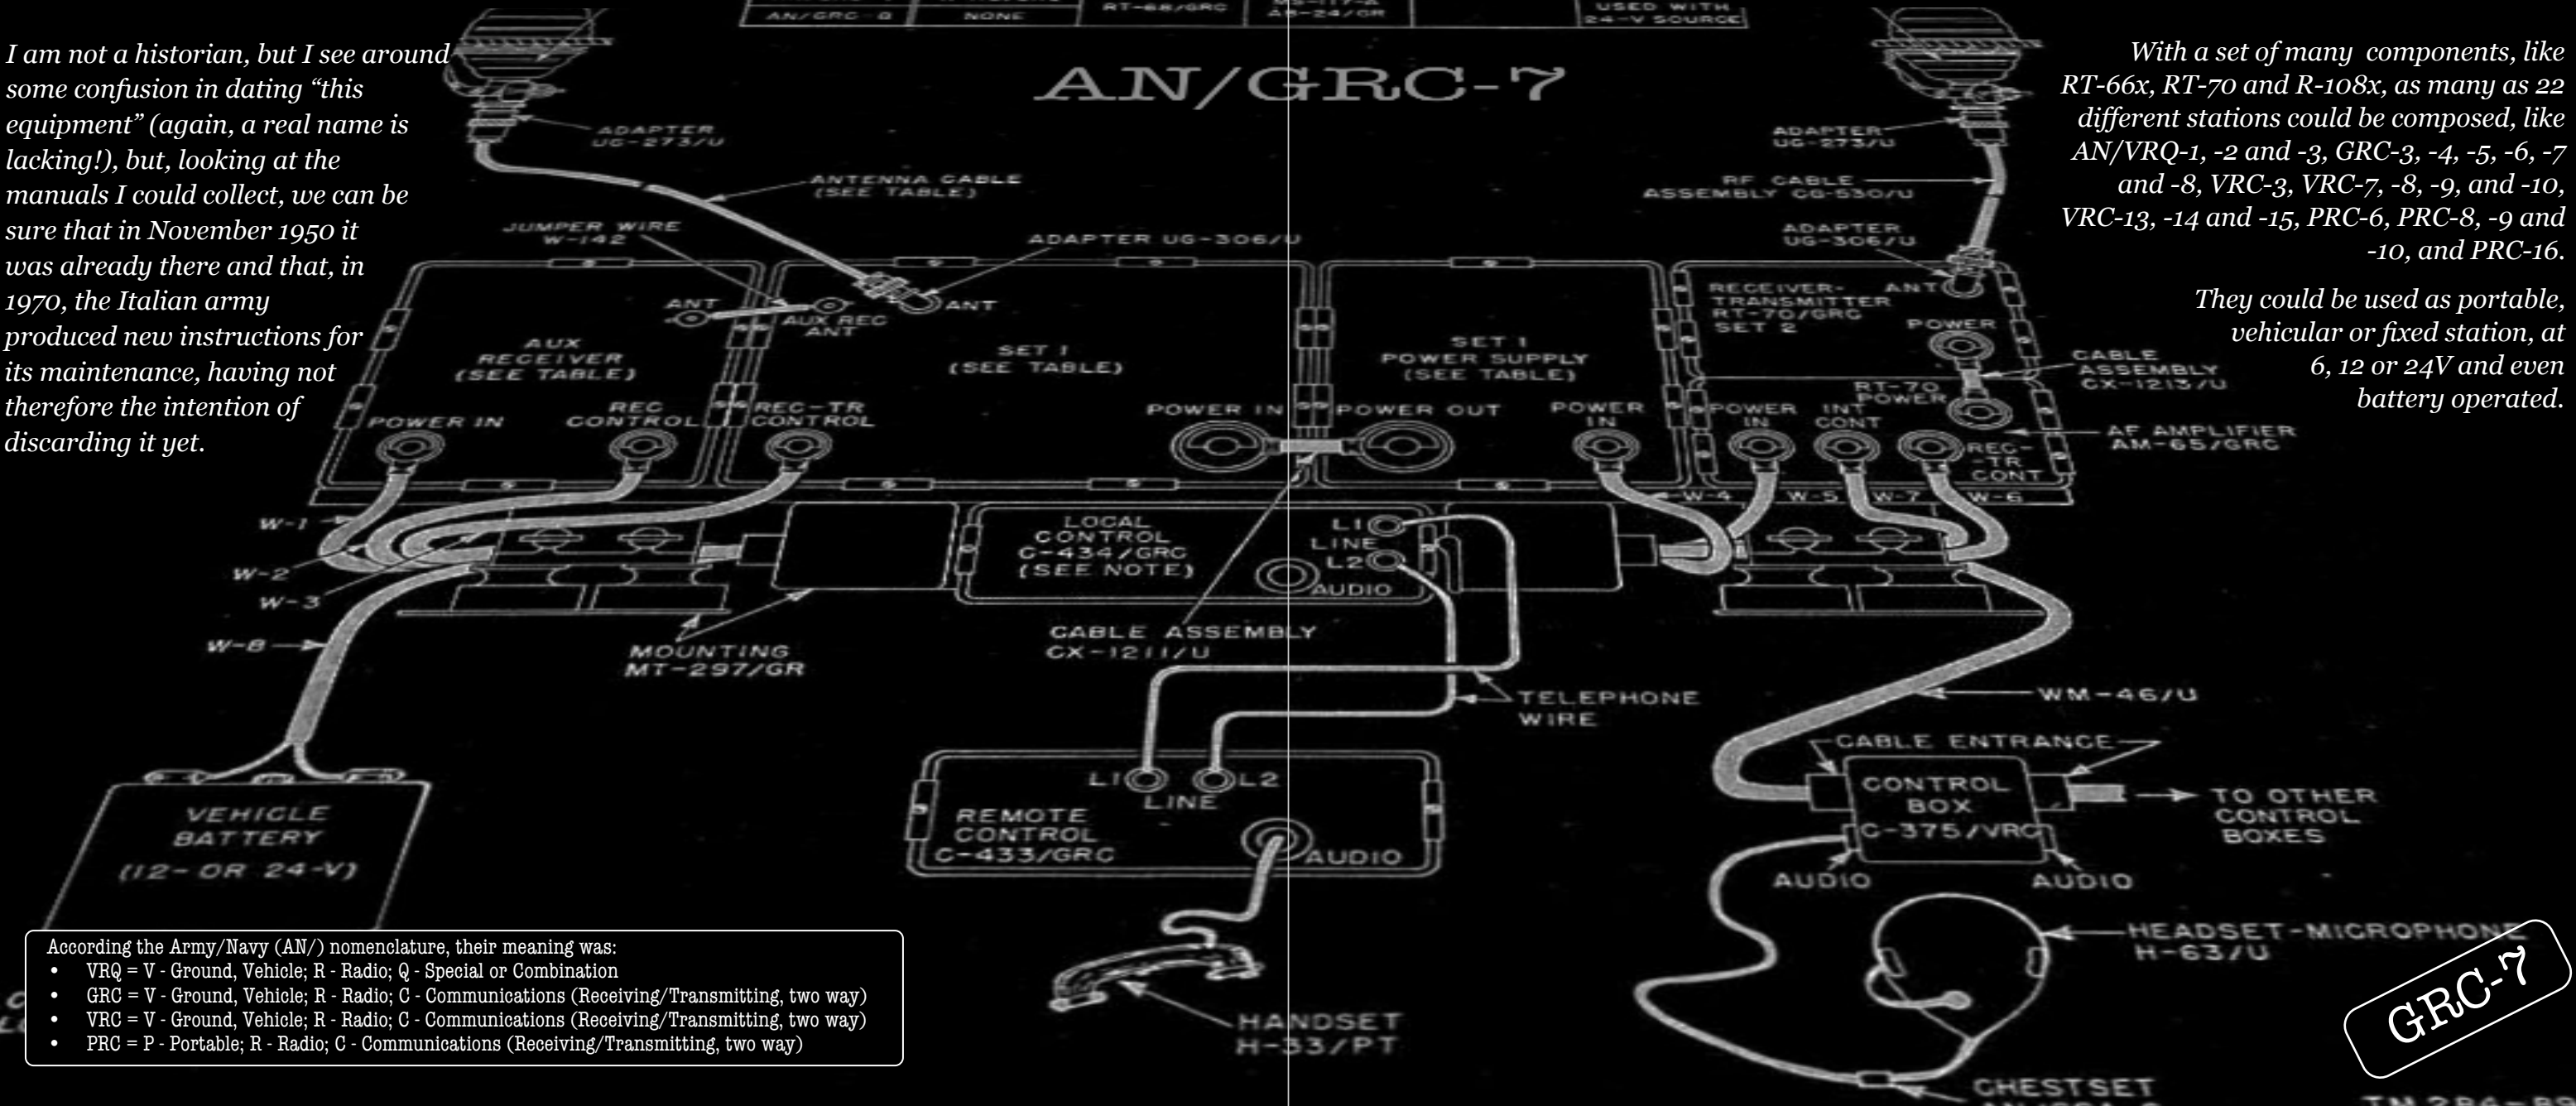 AN/GRC-8
NONE
RT-68/GRC
AB-24/GR
USED WITH
24-V SOURCE
I am not a historian, but I see around
some confusion in dating “this
equipment” (again, a real name is
lacking!), but, looking at the
manuals I could collect, we can be
sure that in November 1950 it
was already there and that, in
1970, the Italian army
produced new instructions for
its maintenance, having not
therefore the intention of
discarding it yet.
AN/GRC-7
With a set of many components, like
RT-66x, RT-70 and R-108x, as many as 22
different stations could be composed, like
AN/VRQ-1, -2 and -3, GRC-3, -4, -5, -6, -7
and -8, VRC-3, VRC-7, -8, -9, and -10,
VRC-13, -14 and -15, PRC-6, PRC-8, -9 and
-10, and PRC-16.
They could be used as portable,
vehicular or fixed station, at
6, 12 or 24V and even
battery operated.
ADAPTER
UG-273/U
ANTENNA CABLE
(SEE TABLE)
JUMPER WIRE
W-142
ADAPTER UG-306/U
ADAPTER
UG-273/U
RF CABLE
ASSEMBLY CG-530/U
ADAPTER
UG-306/U
ANT
AUX REC
ANT
ANT
AUX
RECEIVER
(SEE TABLE)
SET 1
(SEE TABLE)
SET 1
POWER SUPPLY
(SEE TABLE)
RECEIVER-
TRANSMITTER
RT-70/GRC
SET 2
ANT
POWER
CABLE
ASSEMBLY
CX-1213/U
RT-70
POWER
POWER IN
REC
CONTROL
REC-TR
CONTROL
POWER IN
POWER OUT
POWER
IN
POWER
IN
INT
CONT
REC-
-TR
CONT
AF AMPLIFIER
AM-65/GRC
W-1
W-2
W-3
W-8
W-4
W-5
W-7
W-6
LOCAL
CONTROL
C-434/GRC
(SEE NOTE)
L1
LINE
L2
AUDIO
MOUNTING
MT-297/GR
CABLE ASSEMBLY
CX-1211/U
TELEPHONE
WIRE
WM-46/U
VEHICLE
BATTERY
(12- OR 24-V)
L1
L2
LINE
REMOTE
CONTROL
C-433/GRC
AUDIO
CABLE ENTRANCE
CONTROL
BOX
C-375/VRC
TO OTHER
CONTROL
BOXES
AUDIO
AUDIO
HEADSET-MICROPHONE
H-63/U
HANDSET
H-33/PT
CHESTSET
According the Army/Navy (AN/) nomenclature, their meaning was:
• VRQ = V - Ground, Vehicle; R - Radio; Q - Special or Combination
• GRC = V - Ground, Vehicle; R - Radio; C - Communications (Receiving/Transmitting, two way)
• VRC = V - Ground, Vehicle; R - Radio; C - Communications (Receiving/Transmitting, two way)
• PRC = P - Portable; R - Radio; C - Communications (Receiving/Transmitting, two way)
GRC-7